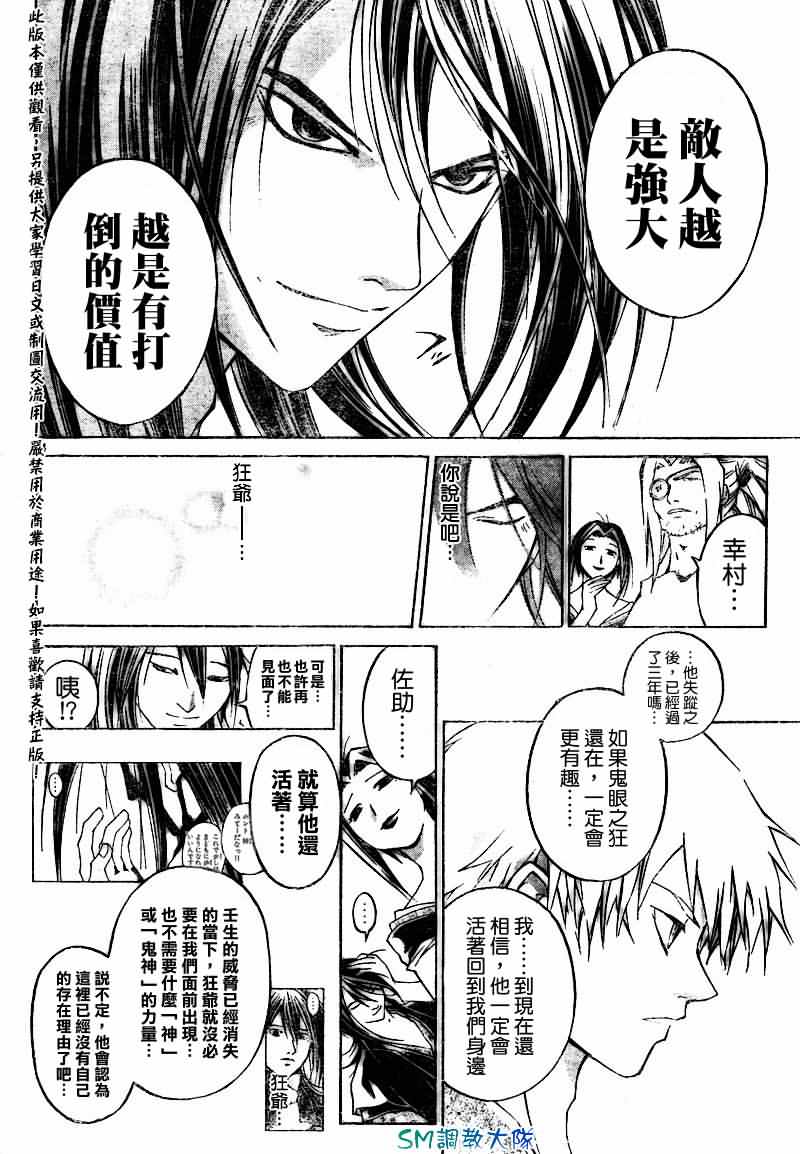 敵人越
是強大
越是有打
倒的價值
幸村…
你說是吧…
狂爺
——…
…他失蹤之
後，已經過
了三年嗎…
如果鬼眼之狂
還在，一定會
更有趣……
我……到現在還
相信，他一定會
活著回到我們身邊
佐助……
…
可是…
也許再
也不能
見面了…
咦!?
就算他還
活著……
…
…
狂爺…
壬生的威脅已經消失
的當下，狂爺就沒必
要在我們面前出現…
也不需要什麼「神」
或「鬼神」的力量…
說不定，他會認為
這裡已經沒有自己
的存在理由了吧…
此版本僅供觀看；另提供大家學習日文或制圖交流用！嚴禁用於商業用途！如果喜歡請支持正版！
SM調教大隊